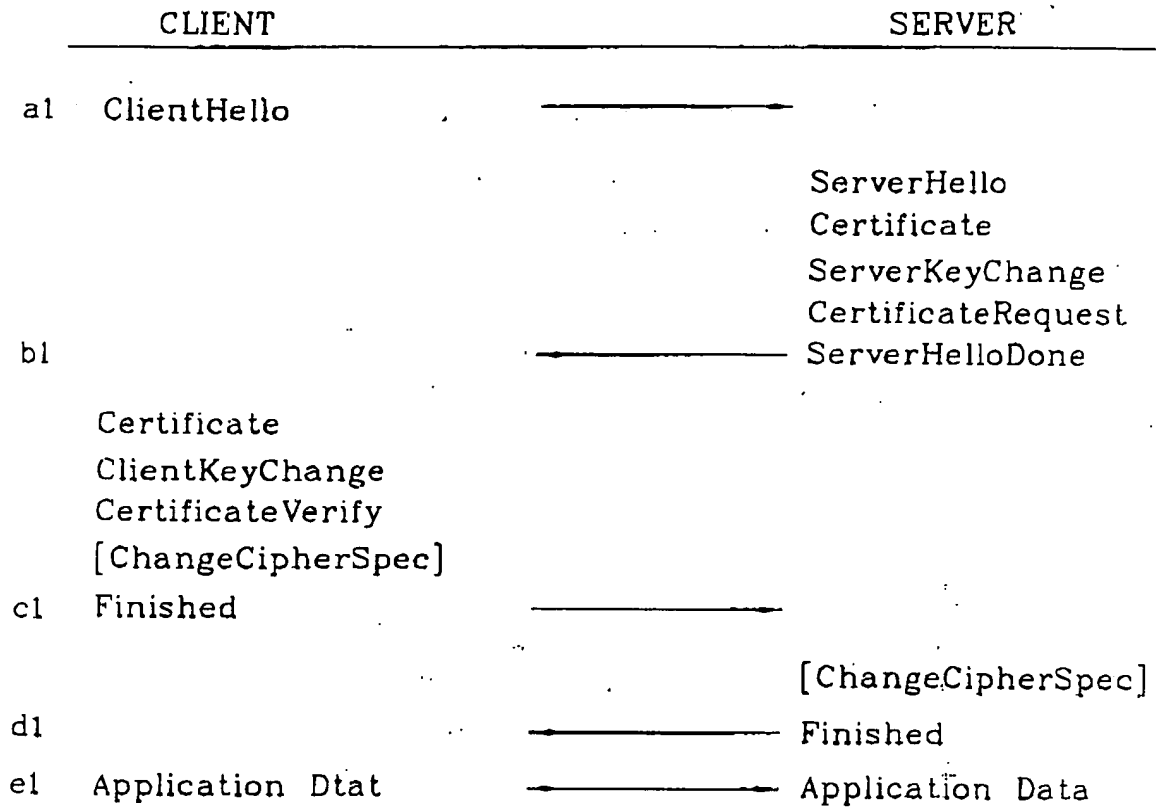 CLIENT SERVER
a1 ClientHello
ServerHello
Certificate
ServerKeyChange
CertificateRequest
b1 ServerHelloDone
Certificate
ClientKeyChange
CertificateVerify
[ChangeCipherSpec]
c1 Finished
[ChangeCipherSpec]
d1 Finished
e1 Application Dtat Application Data